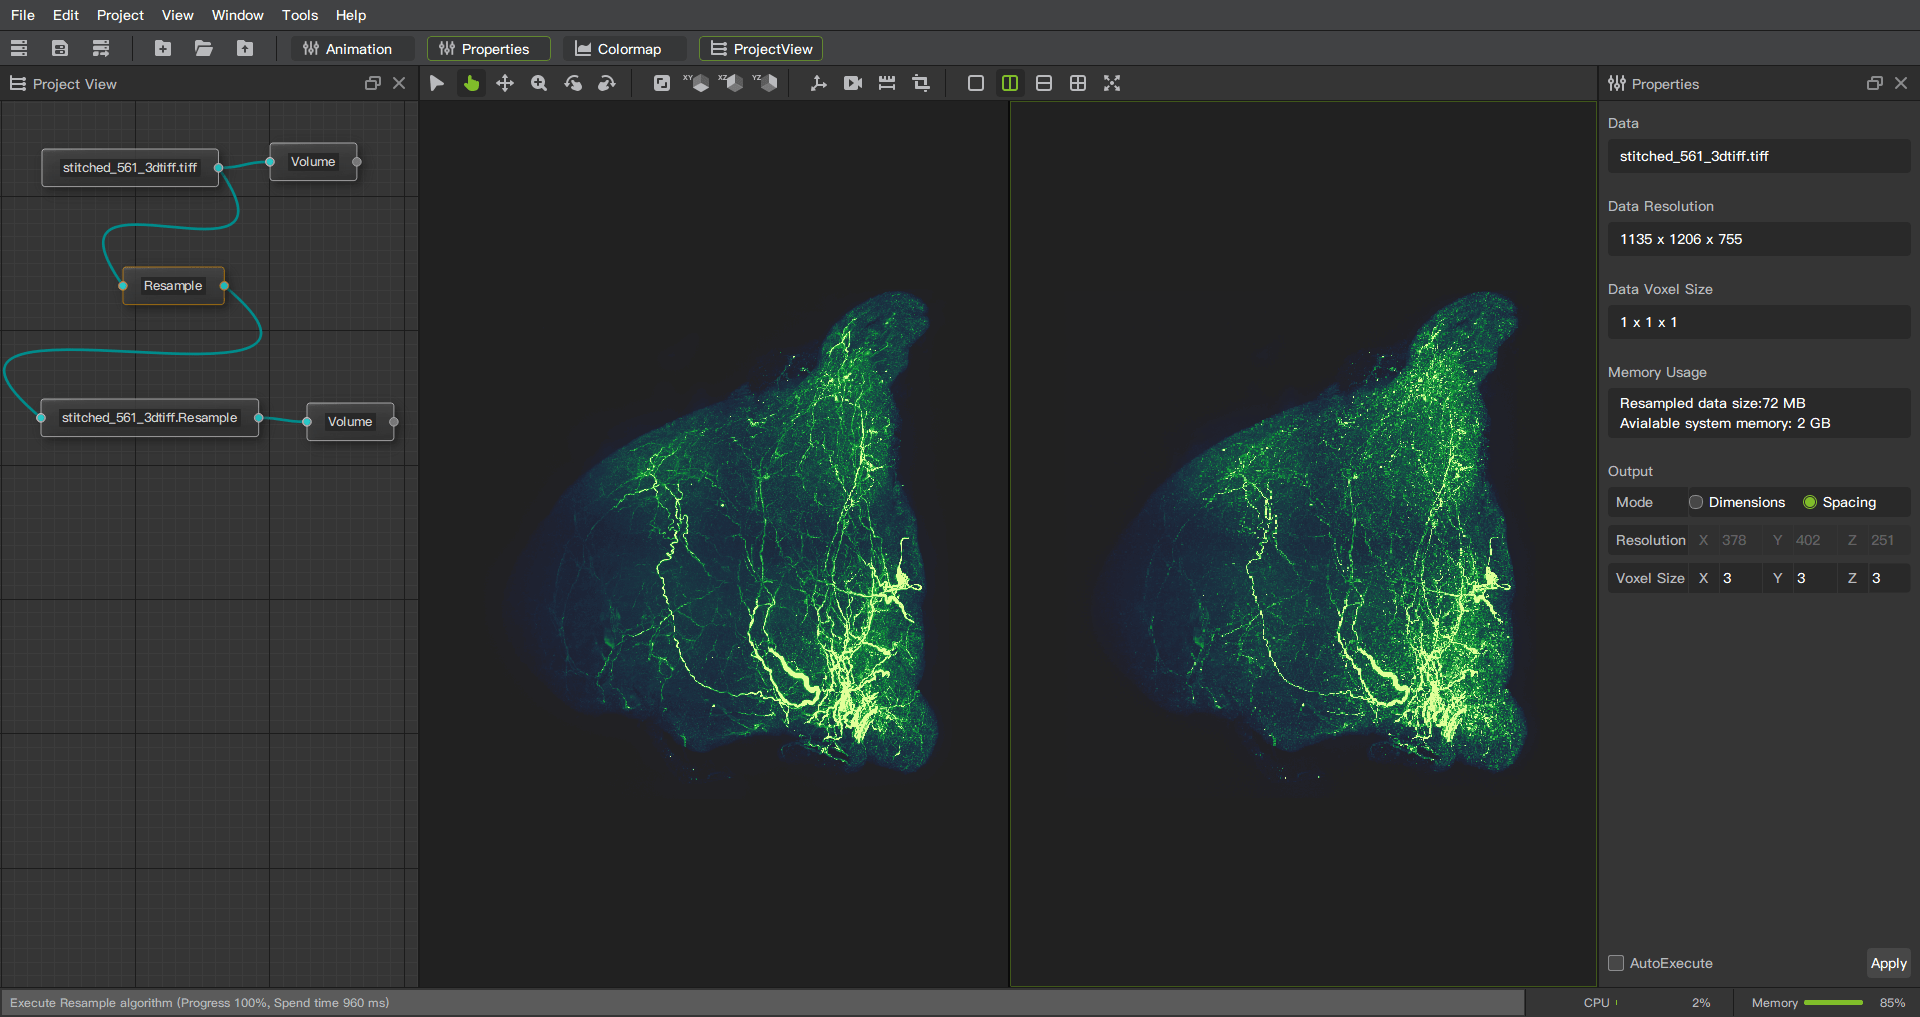 File Edit Project View Window Tools Help
Animation Properties Colormap ProjectView
Project View
XY XZ YZ
Properties
stitched_561_3dtiff.tiff
Volume
Resample
stitched_561_3dtiff.Resample
Volume
Data
stitched_561_3dtiff.tiff
Data Resolution
1135 x 1206 x 755
Data Voxel Size
1 x 1 x 1
Memory Usage
Resampled data size:72 MB
Avialable system memory: 2 GB
Output
Mode Dimensions Spacing
Resolution X 378 Y 402 Z 251
Voxel Size X 3 Y 3 Z 3
AutoExecute Apply
Execute Resample algorithm (Progress 100%, Spend time 960 ms)
CPU 2% Memory 85%